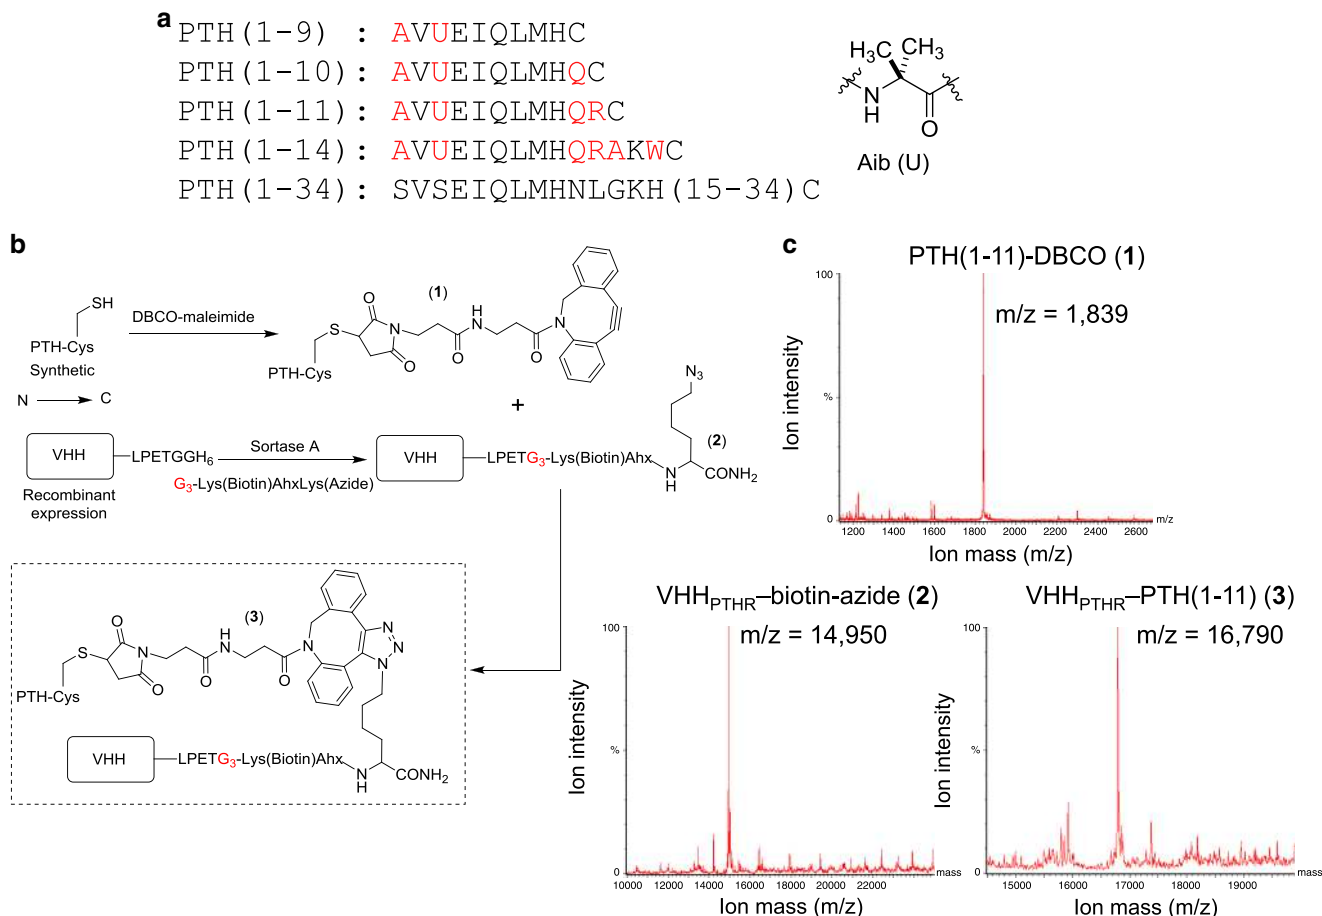 a
PTH(1-9) : AVUEIQLMHC
PTH(1-10): AVUEIQLMHQC
PTH(1-11): AVUEIQLMHQRC
PTH(1-14): AVUEIQLMHQRAKWC
PTH(1-34): SVSEIQLMHNLGKH(15-34)C
H₃C CH₃
N
H
O
Aib (U)
b
SH
PTH-Cys
Synthetic
DBCO-maleimide
(1)
O
S
N
O
PTH-Cys
H
N
O
O
N
N → C
+
N₃
VHH
LPETGGH₆
Recombinant
expression
Sortase A
G₃-Lys(Biotin)AhxLys(Azide)
VHH
LPETG₃-Lys(Biotin)Ahx
N
H
(2)
CONH₂
(3)
O
S
N
O
PTH-Cys
H
N
O
O
N
N
N
N
VHH
LPETG₃-Lys(Biotin)Ahx
N
H
CONH₂
c
PTH(1-11)-DBCO (1)
m/z = 1,839
100
%
0
Ion intensity
1200 1400 1600 1800 2000 2200 2400 2600
m/z
Ion mass (m/z)
VHHPTHR–biotin-azide (2)
m/z = 14,950
100
%
0
Ion intensity
10000 12000 14000 16000 18000 20000 22000
mass
Ion mass (m/z)
VHHPTHR–PTH(1-11) (3)
m/z = 16,790
100
%
0
Ion intensity
15000 16000 17000 18000 19000
mass
Ion mass (m/z)